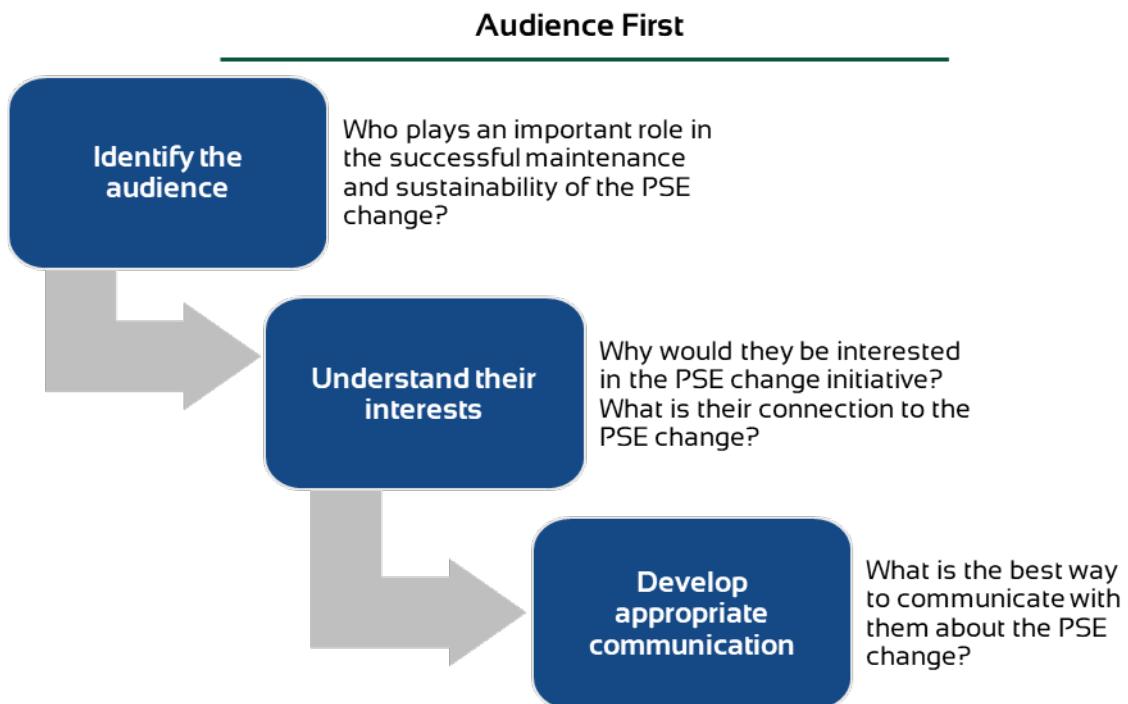 Audience First
Identify the
audience
Who plays an important role in
the successful maintenance
and sustainability of the PSE
change?
Understand their
interests
Why would they be interested
in the PSE change initiative?
What is their connection to the
PSE change?
Develop
appropriate
communication
What is the best way
to communicate with
them about the PSE
change?